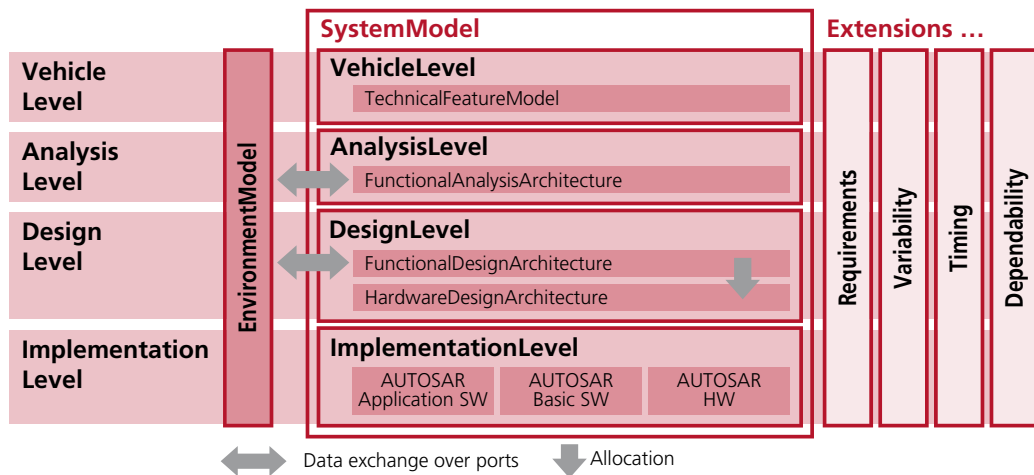 SystemModel
Extensions ...
Vehicle
Level
VehicleLevel
TechnicalFeatureModel
Analysis
Level
AnalysisLevel
FunctionalAnalysisArchitecture
Design
Level
DesignLevel
FunctionalDesignArchitecture
HardwareDesignArchitecture
Implementation
Level
ImplementationLevel
AUTOSAR
Application SW
AUTOSAR
Basic SW
AUTOSAR
HW
EnvironmentModel
Requirements
Variability
Timing
Dependability
Data exchange over ports
Allocation